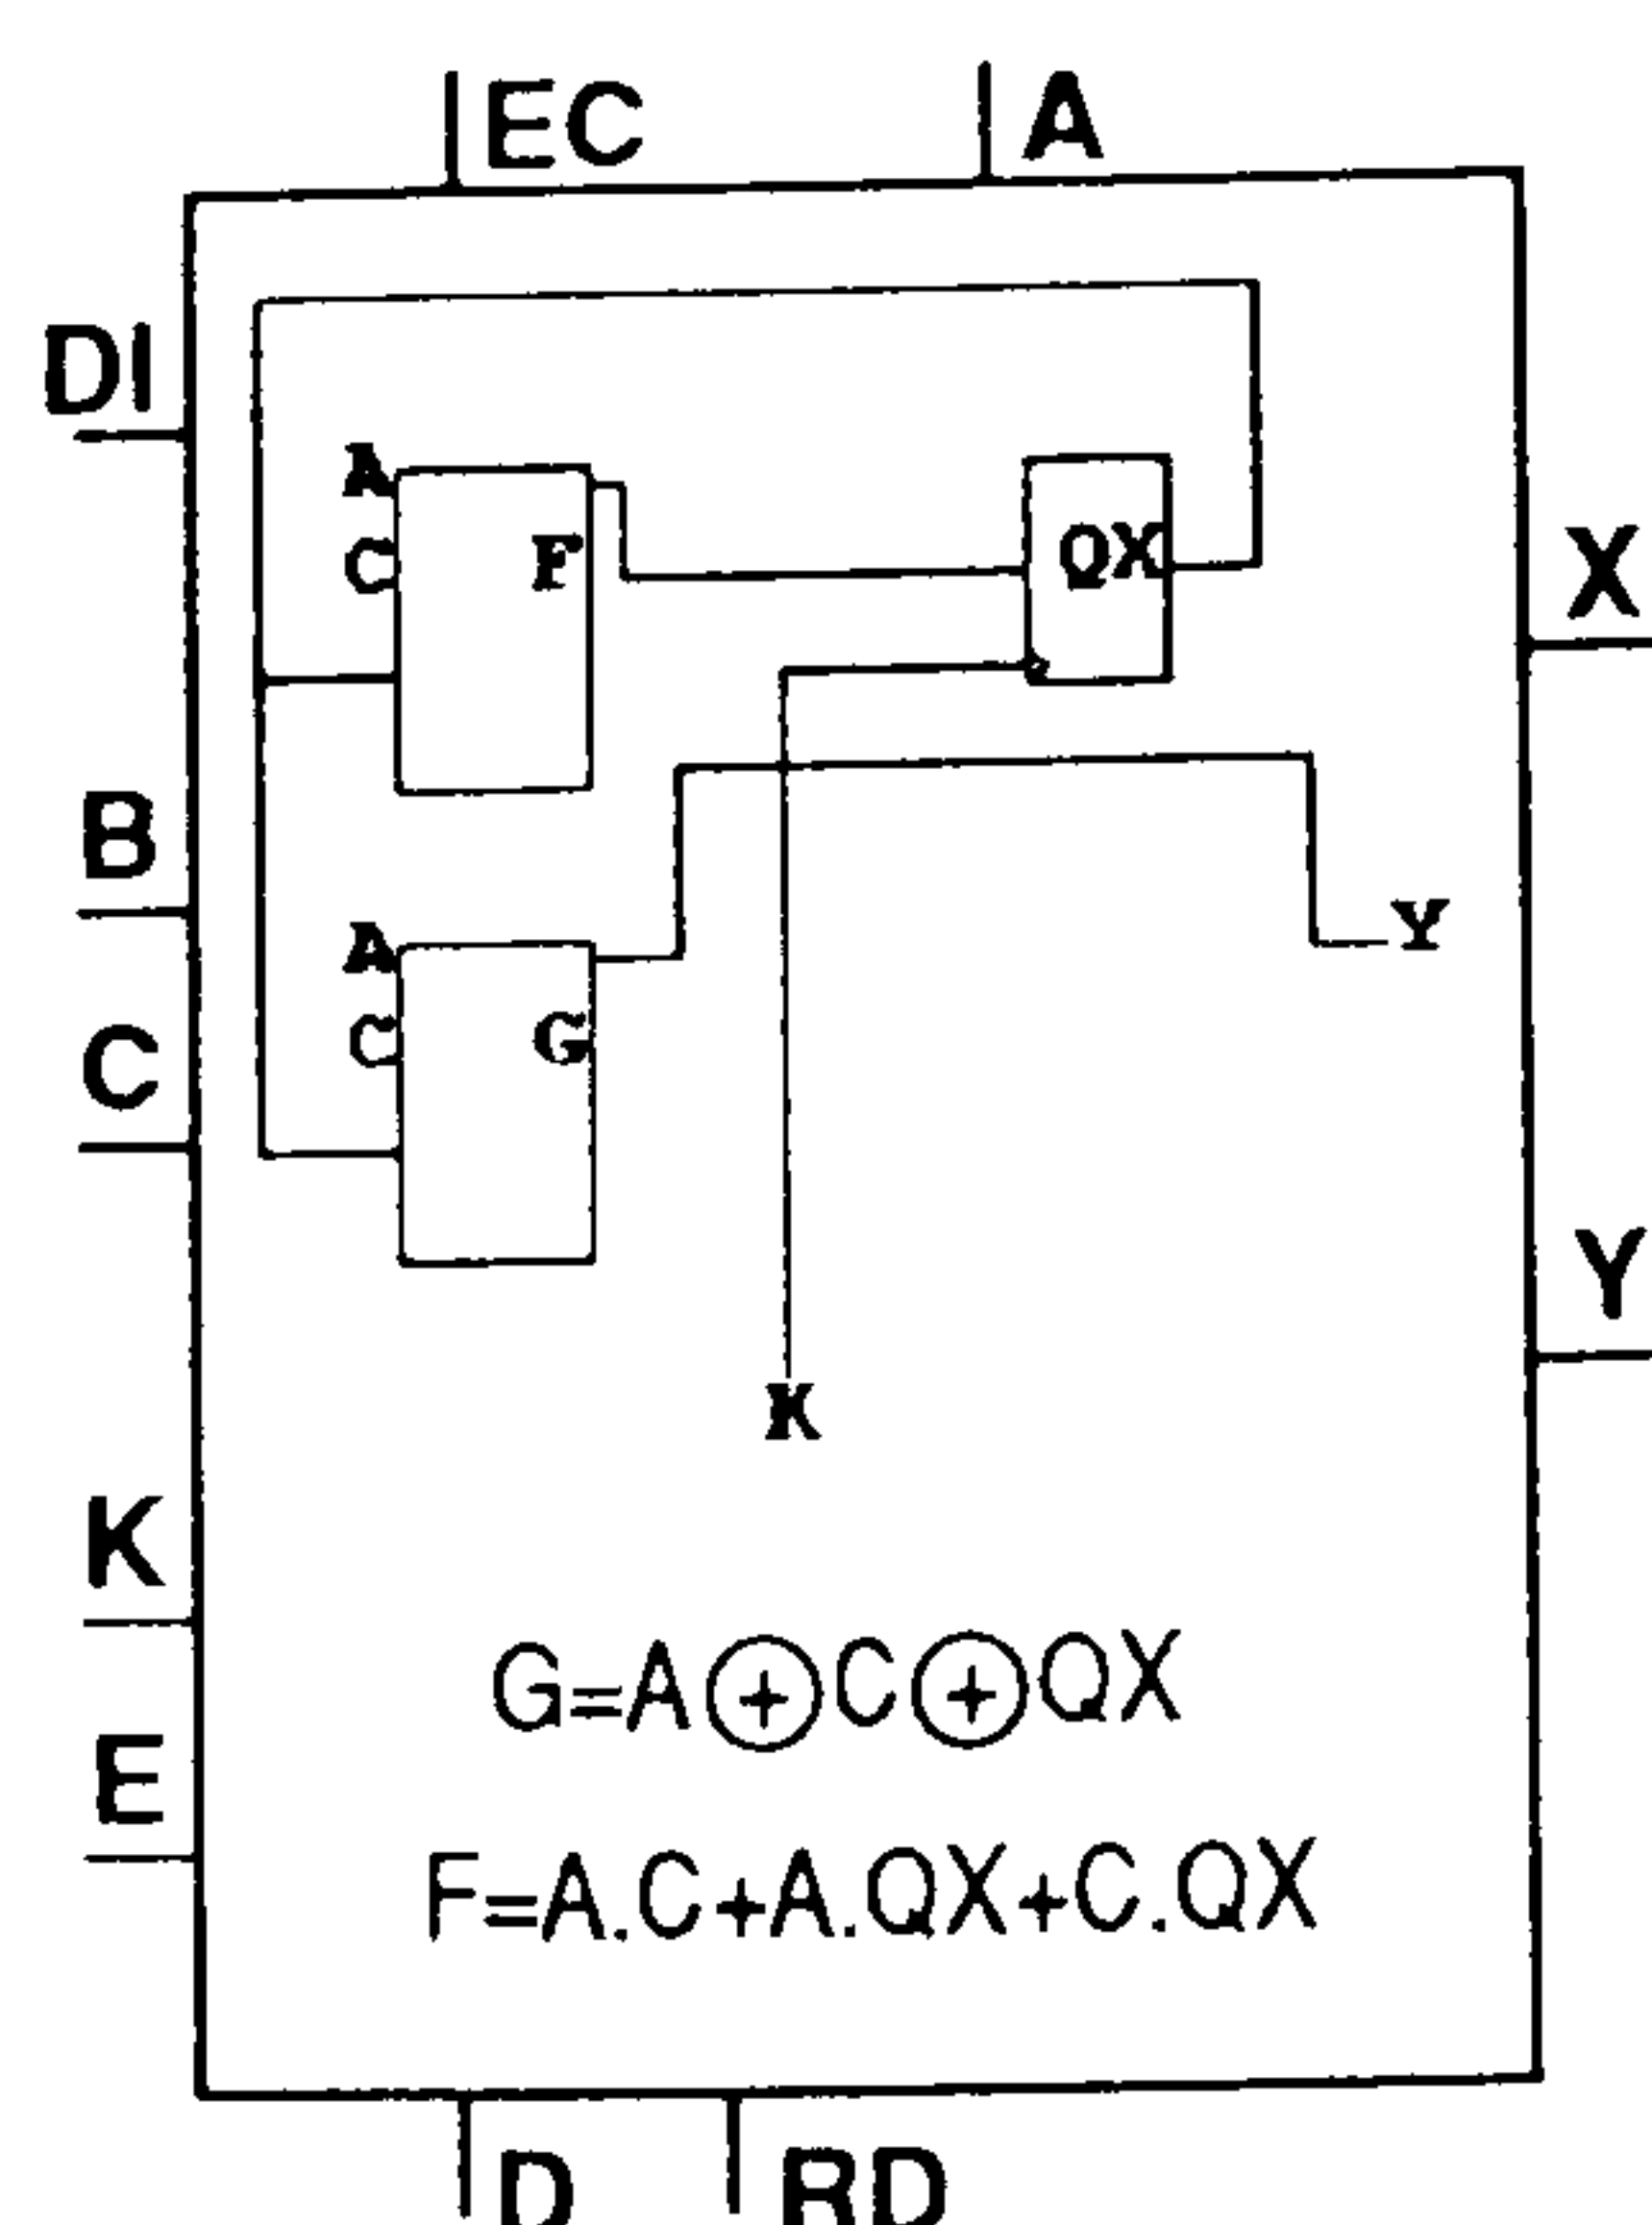 EC A
DI
A
C F QX
X
B
A Y
C G
C
Y
K
K
G=A⊕C⊕QX
E
F=A.C+A.QX+C.QX
D RD